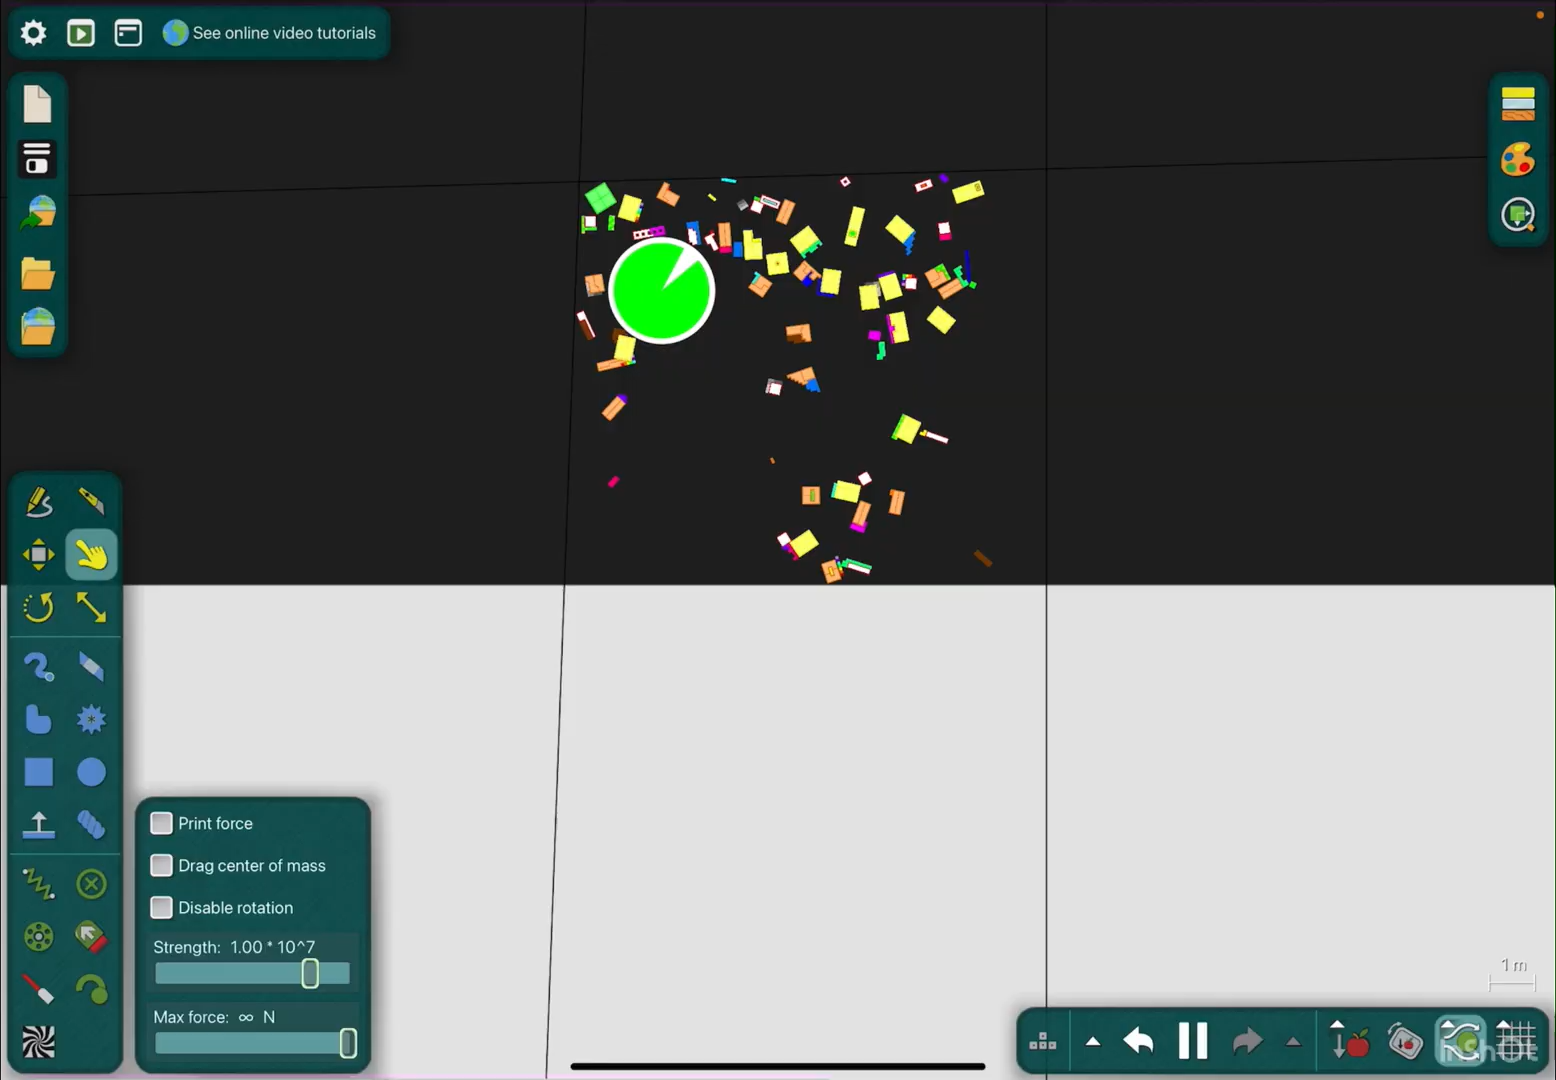 See online video tutorials
Print force
Drag center of mass
Disable rotation
Strength: 1.00 * 10^7
Max force: ∞ N
1 m
InShOt